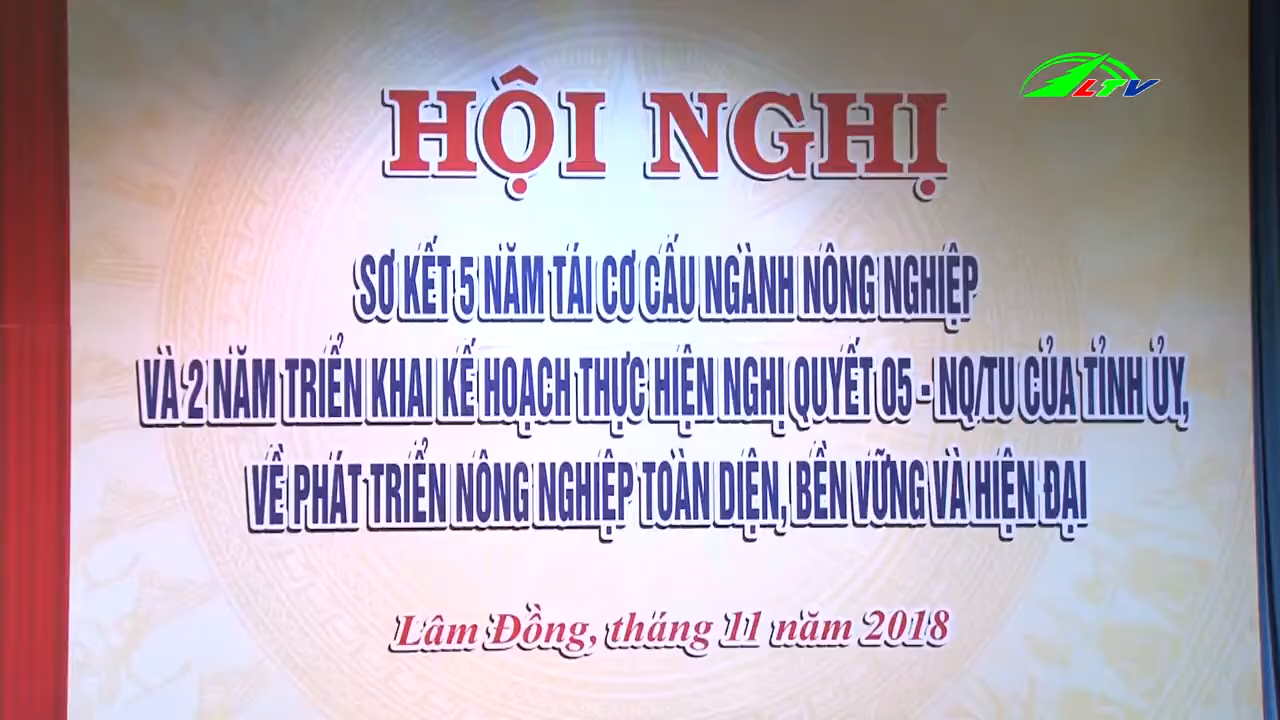 LTV
HỘI NGHỊ
SƠ KẾT 5 NĂM TÁI CƠ CẤU NGÀNH NÔNG NGHIỆP
VÀ 2 NĂM TRIỂN KHAI KẾ HOẠCH THỰC HIỆN NGHỊ QUYẾT 05 - NQ/TU CỦA TỈNH ỦY,
VỀ PHÁT TRIỂN NÔNG NGHIỆP TOÀN DIỆN, BỀN VỮNG VÀ HIỆN ĐẠI
Lâm Đồng, tháng 11 năm 2018